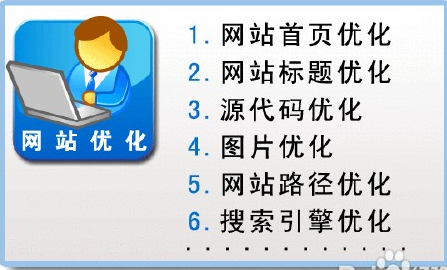 网站优化
1. 网站首页优化
2. 网站标题优化
3. 源代码优化
4. 图片优化
5. 网站路径优化
6. 搜索引擎优化